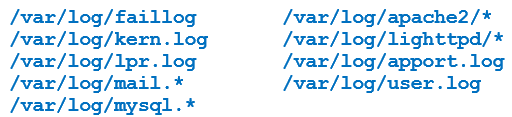 /var/log/faillog
/var/log/kern.log
/var/log/lpr.log
/var/log/mail.*
/var/log/mysql.*
/var/log/apache2/*
/var/log/lighttpd/*
/var/log/apport.log
/var/log/user.log